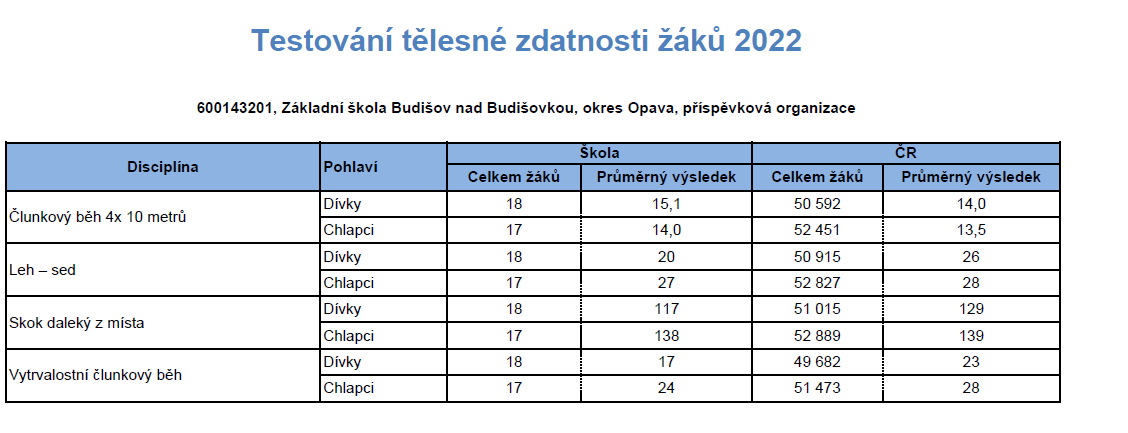 Testování tělesné zdatnosti žáků 2022
600143201, Základní škola Budišov nad Budišovkou, okres Opava, příspěvková organizace
Disciplína Pohlaví Škola ČR
Celkem žáků Průměrný výsledek Celkem žáků Průměrný výsledek
Člunkový běh 4x 10 metrů
Dívky 18 15,1 50 592 14,0
Chlapci 17 14,0 52 451 13,5
Leh – sed
Dívky 18 20 50 915 26
Chlapci 17 27 52 827 28
Skok daleký z místa
Dívky 18 117 51 015 129
Chlapci 17 138 52 889 139
Vytrvalostní člunkový běh
Dívky 18 17 49 682 23
Chlapci 17 24 51 473 28